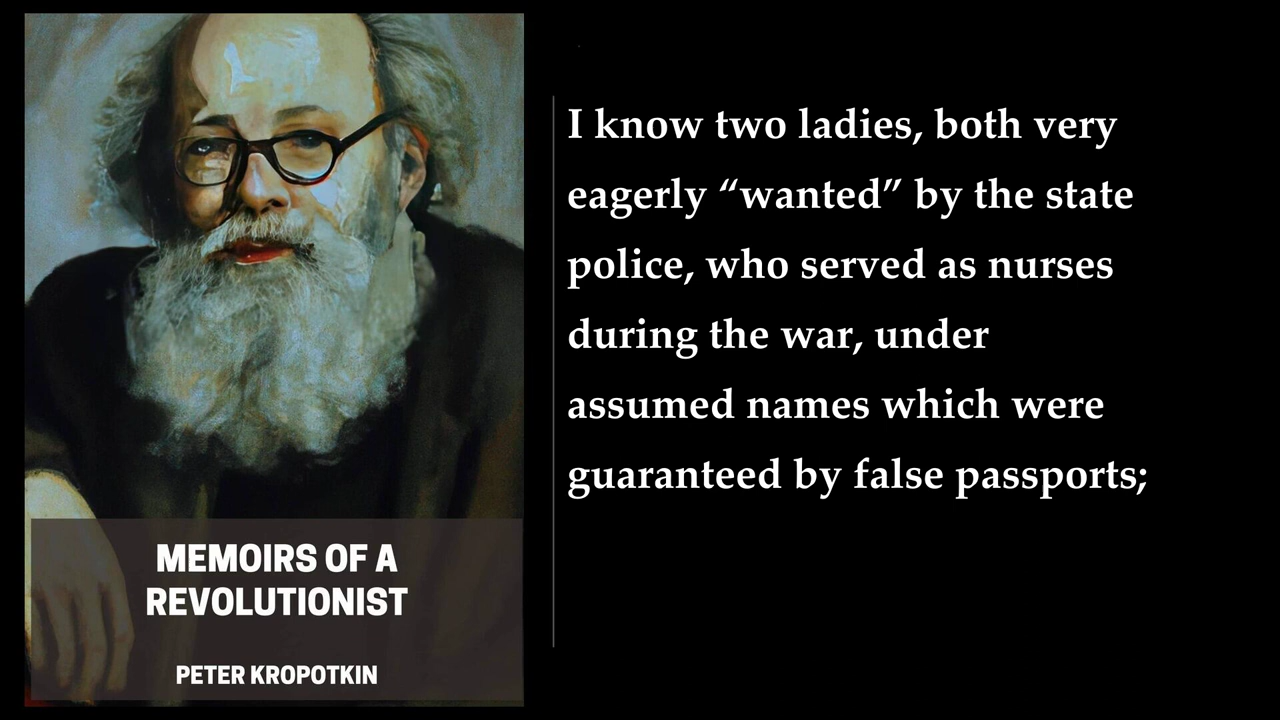 I know two ladies, both very
eagerly “wanted” by the state
police, who served as nurses
during the war, under
assumed names which were
guaranteed by false passports;
MEMOIRS OF A
REVOLUTIONIST
PETER KROPOTKIN